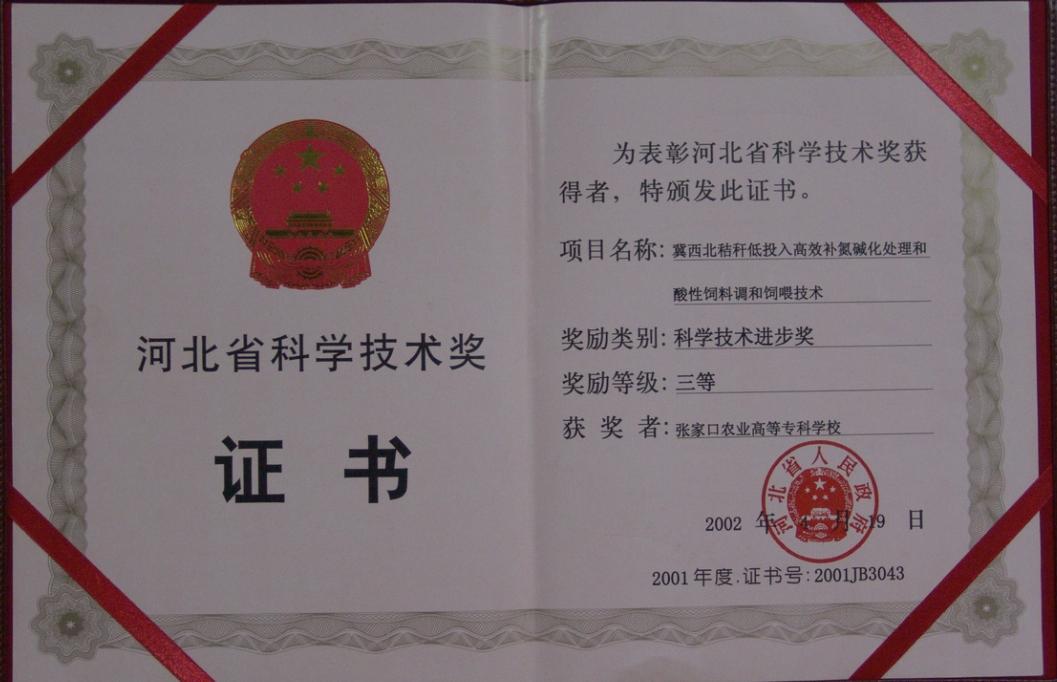 河北省科学技术奖
证 书
为表彰河北省科学技术奖获
得者，特颁发此证书。
项目名称：冀西北秸秆低投入高效补氮碱化处理和
酸性饲料调和饲喂技术
奖励类别：科学技术进步奖
奖励等级：三等
获 奖 者：张家口农业高等专科学校
河北省人民政府
2002 年 4 月 19 日
2001年度.证书号：2001JB3043